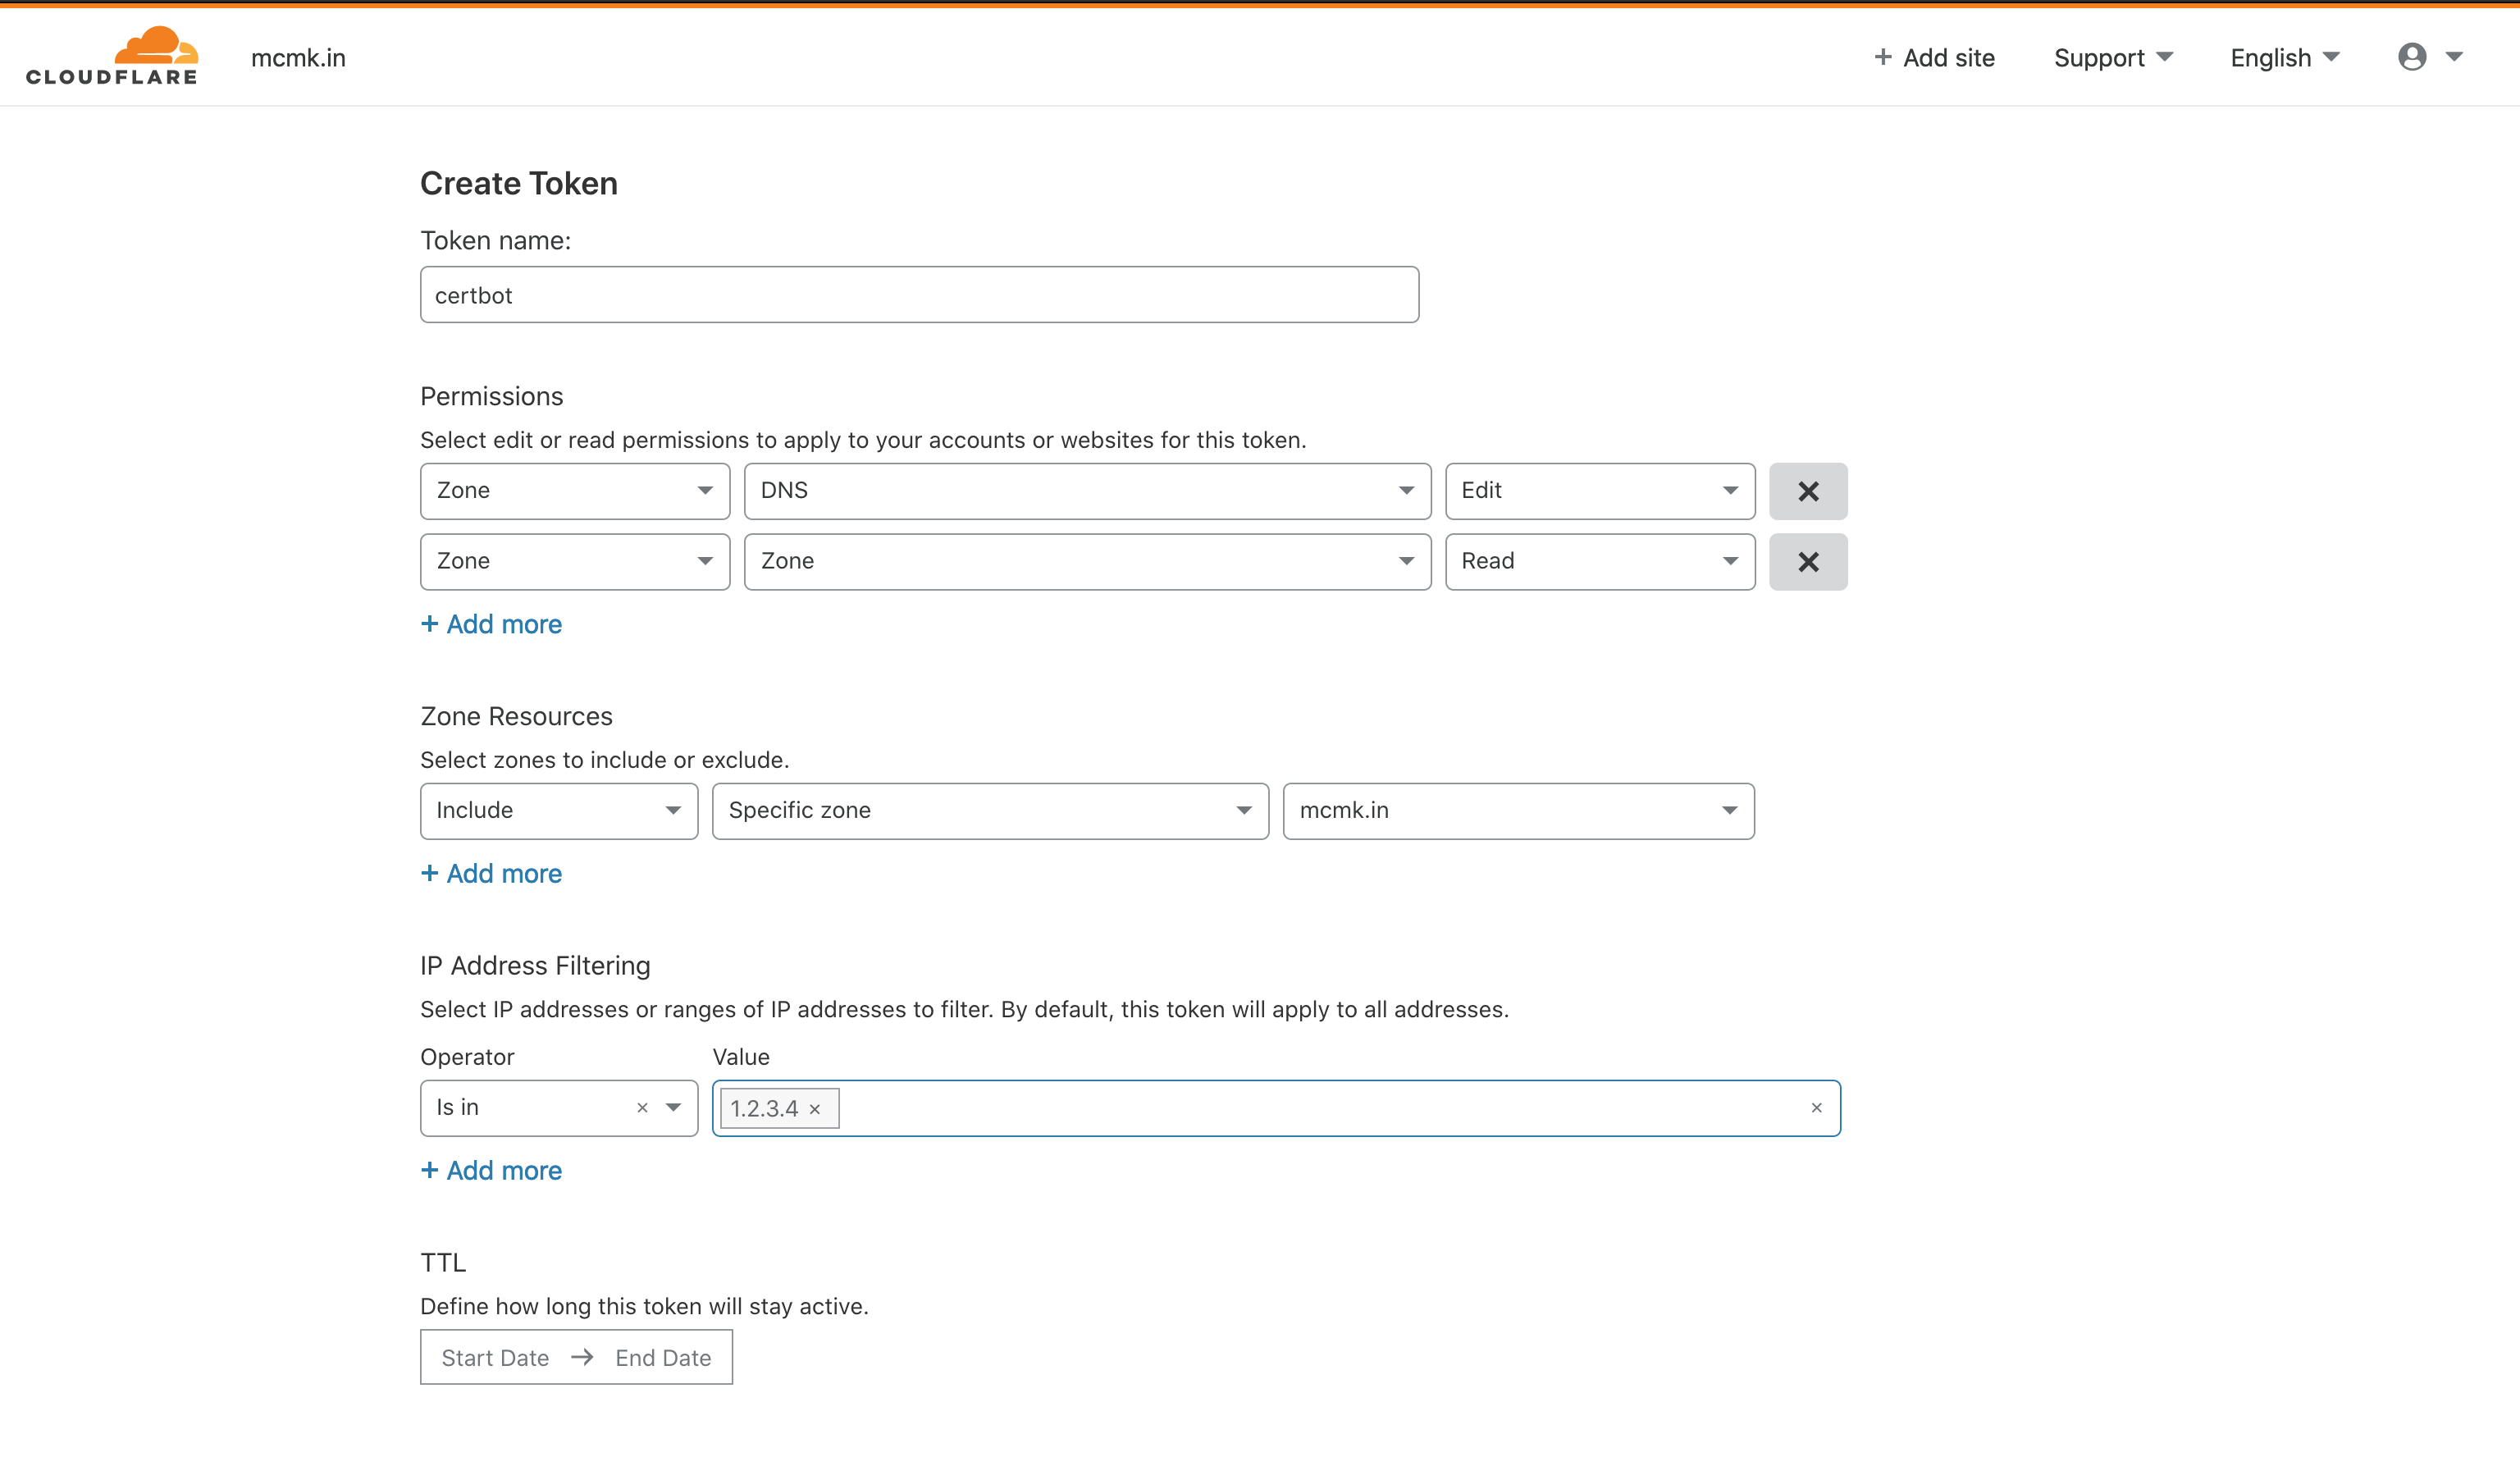 CLOUDFLARE mcmk.in + Add site Support English
Create Token
Token name:
certbot
Permissions
Select edit or read permissions to apply to your accounts or websites for this token.
Zone DNS Edit
Zone Zone Read
+ Add more
Zone Resources
Select zones to include or exclude.
Include Specific zone mcmk.in
+ Add more
IP Address Filtering
Select IP addresses or ranges of IP addresses to filter. By default, this token will apply to all addresses.
Operator Value
Is in × 1.2.3.4 × ×
+ Add more
TTL
Define how long this token will stay active.
Start Date → End Date